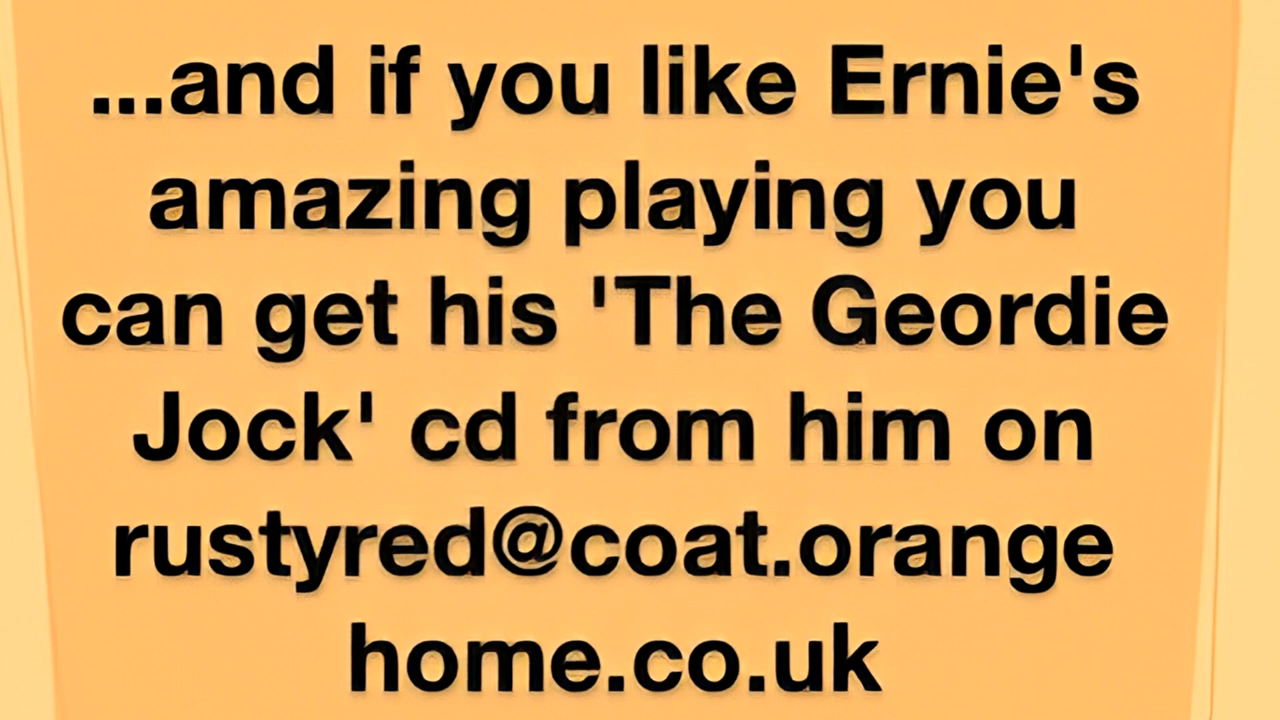 ...and if you like Ernie's
amazing playing you
can get his 'The Geordie
Jock' cd from him on
rustyred@coat.orange
home.co.uk